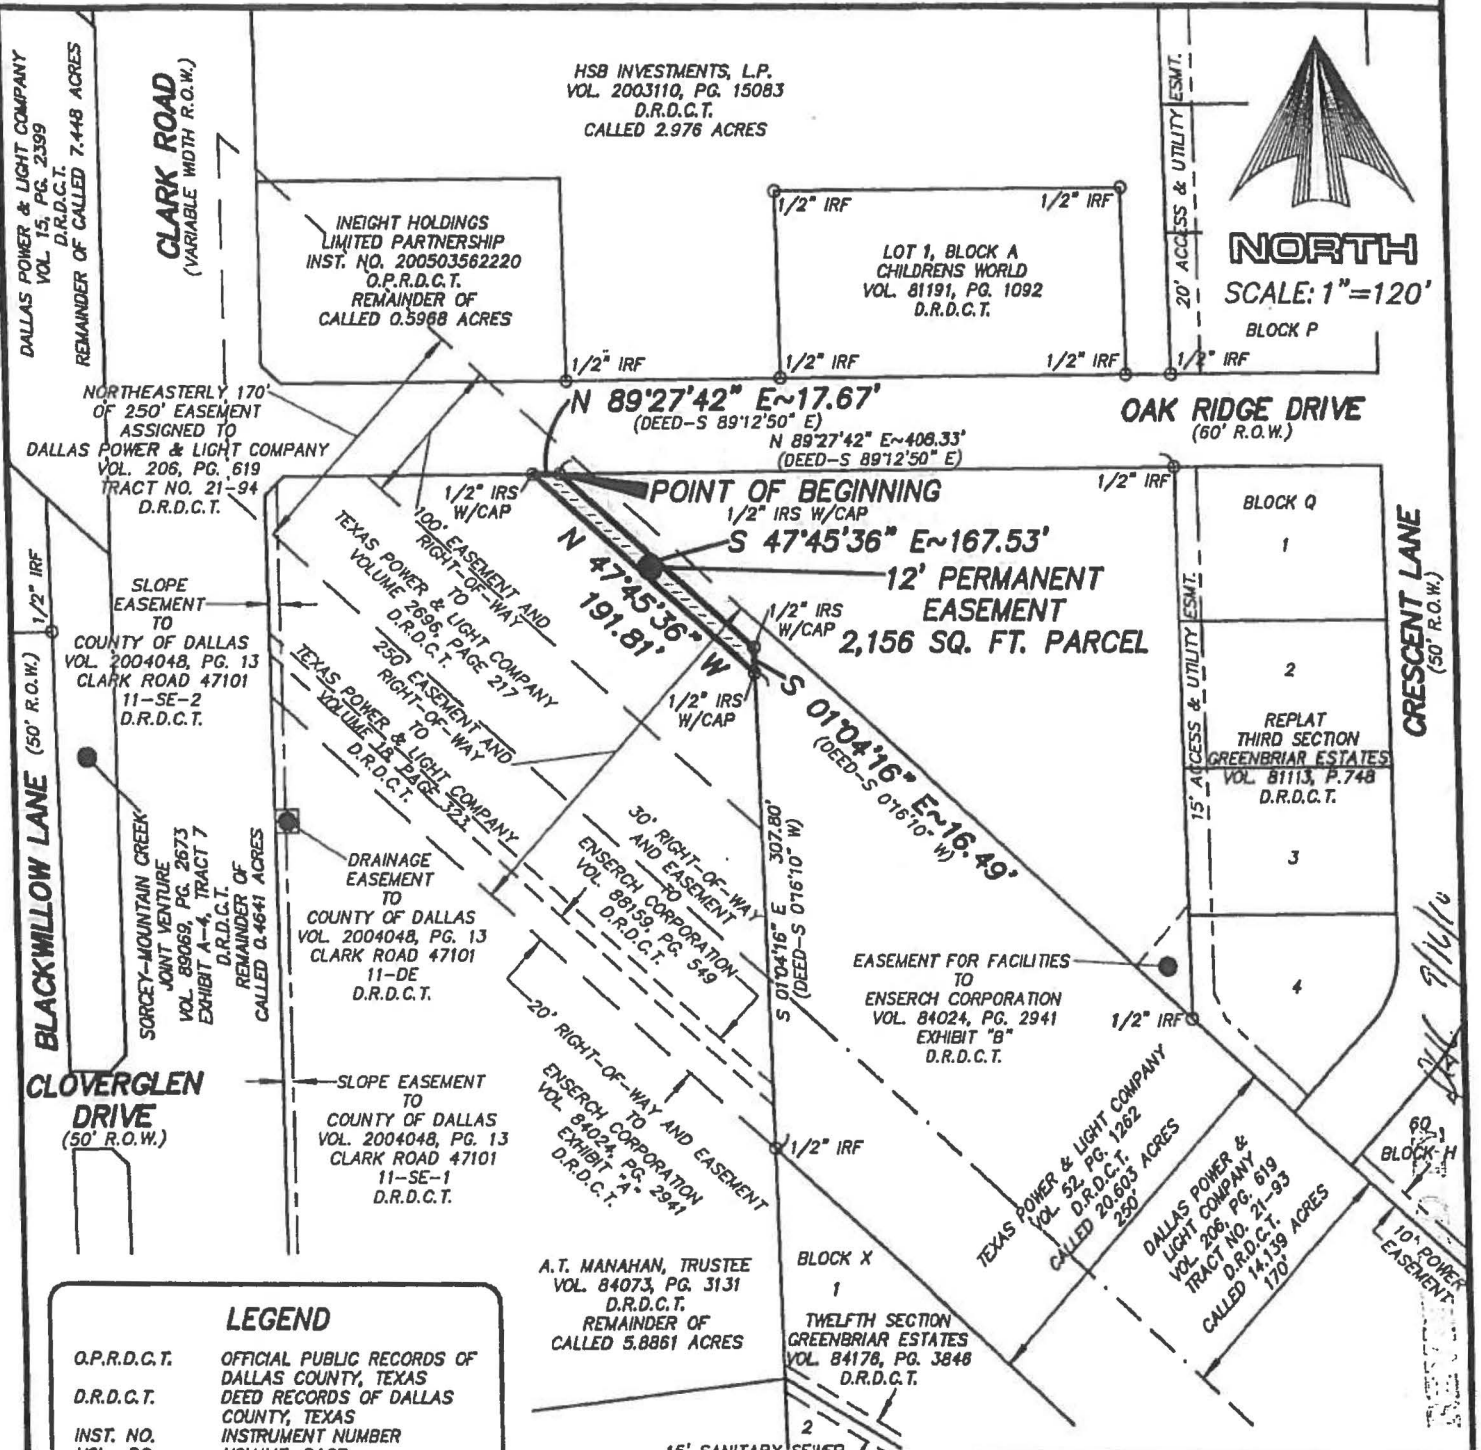 DALLAS POWER & LIGHT COMPANY
VOL. 15, PG. 2399
D.R.D.C.T.
REMAINDER OF CALLED 7.448 ACRES
CLARK ROAD
(VARIABLE WIDTH R.O.W.)
HSB INVESTMENTS, L.P.
VOL. 2003110, PG. 15083
D.R.D.C.T.
CALLED 2.976 ACRES
20' ACCESS & UTILITY ESMT.
NORTH
SCALE: 1"=120'
BLOCK P
INEIGHT HOLDINGS
LIMITED PARTNERSHIP
INST. NO. 200503562220
O.P.R.D.C.T.
REMAINDER OF
CALLED 0.5968 ACRES
1/2" IRF
1/2" IRF
LOT 1, BLOCK A
CHILDRENS WORLD
VOL. 81191, PG. 1092
D.R.D.C.T.
1/2" IRF
1/2" IRF
1/2" IRF
1/2" IRF
NORTHEASTERLY 170'
OF 250' EASEMENT
ASSIGNED TO
DALLAS POWER & LIGHT COMPANY
VOL. 206, PG. 619
TRACT NO. 21-94
D.R.D.C.T.
N 89°27'42" E~17.67'
(DEED-S 89°12'50" E)
N 89°27'42" E~408.33'
(DEED-S 89°12'50" E)
OAK RIDGE DRIVE
(60' R.O.W.)
1/2" IRS
W/CAP
POINT OF BEGINNING
1/2" IRS W/CAP
1/2" IRF
S 47°45'36" E~167.53'
12' PERMANENT
EASEMENT
2,156 SQ. FT. PARCEL
N 47°45'36" W
191.81'
1/2" IRS
W/CAP
1/2" IRS
W/CAP
S 01°04'16" E~16.49'
(DEED-S 0°16'10" W)
BLOCK Q
1
2
REPLAT
THIRD SECTION
GREENBRIAR ESTATES
VOL. 81113, P.748
D.R.D.C.T.
3
4
15' ACCESS & UTILITY ESMT.
CRESCENT LANE
(50' R.O.W.)
1/2" IRF
SLOPE
EASEMENT
TO
COUNTY OF DALLAS
VOL. 2004048, PG. 13
CLARK ROAD 47101
11-SE-2
D.R.D.C.T.
100' EASEMENT AND
RIGHT-OF-WAY
TO
TEXAS POWER & LIGHT COMPANY
VOLUME 2696, PAGE 217
D.R.D.C.T.
250' EASEMENT AND
RIGHT-OF-WAY
TO
TEXAS POWER & LIGHT COMPANY
VOLUME 18, PAGE 323
D.R.D.C.T.
BLACKWILLOW LANE (50' R.O.W.)
SORCEY-MOUNTAIN CREEK
JOINT VENTURE
VOL. 89069, PG. 2673
EXHIBIT A-4, TRACT 7
D.R.D.C.T.
REMAINDER OF
CALLED 0.4641 ACRES
DRAINAGE
EASEMENT
TO
COUNTY OF DALLAS
VOL. 2004048, PG. 13
CLARK ROAD 47101
11-DE
D.R.D.C.T.
30' RIGHT-OF-WAY
AND EASEMENT
TO
ENSERCH CORPORATION
VOL. 88159, PG. 549
D.R.D.C.T.
S 01°04'16" E 307.80'
(DEED-S 0°16'10" W)
EASEMENT FOR FACILITIES
TO
ENSERCH CORPORATION
VOL. 84024, PG. 2941
EXHIBIT "B"
D.R.D.C.T.
1/2" IRF
9/16/10
CLOVERGLEN
DRIVE
(50' R.O.W.)
SLOPE EASEMENT
TO
COUNTY OF DALLAS
VOL. 2004048, PG. 13
CLARK ROAD 47101
11-SE-1
D.R.D.C.T.
20' RIGHT-OF-WAY AND EASEMENT
TO
ENSERCH CORPORATION
VOL. 84024, PG. 2941
EXHIBIT "A"
D.R.D.C.T.
1/2" IRF
TEXAS POWER & LIGHT COMPANY
VOL. 52, PG. 1262
D.R.D.C.T.
CALLED 20.603 ACRES
250'
DALLAS POWER &
LIGHT COMPANY
VOL. 206, PG. 619
TRACT NO. 21-93
D.R.D.C.T.
CALLED 14.139 ACRES
170'
60
BLOCK H
1
10' POWER
EASEMENT
A.T. MANAHAN, TRUSTEE
VOL. 84073, PG. 3131
D.R.D.C.T.
REMAINDER OF
CALLED 5.8861 ACRES
BLOCK X
1
TWELFTH SECTION
GREENBRIAR ESTATES
VOL. 84178, PG. 3846
D.R.D.C.T.
2
15' SANITARY SEWER
LEGEND
O.P.R.D.C.T. OFFICIAL PUBLIC RECORDS OF
DALLAS COUNTY, TEXAS
D.R.D.C.T. DEED RECORDS OF DALLAS
COUNTY, TEXAS
INST. NO. INSTRUMENT NUMBER